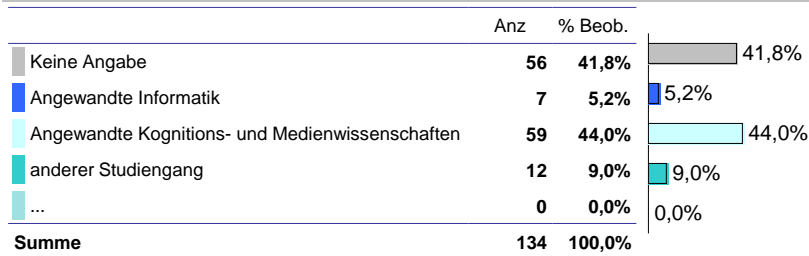 Anz % Beob.
Keine Angabe 56 41,8% 41,8%
Angewandte Informatik 7 5,2% 5,2%
Angewandte Kognitions- und Medienwissenschaften 59 44,0% 44,0%
anderer Studiengang 12 9,0% 9,0%
... 0 0,0% 0,0%
Summe 134 100,0%